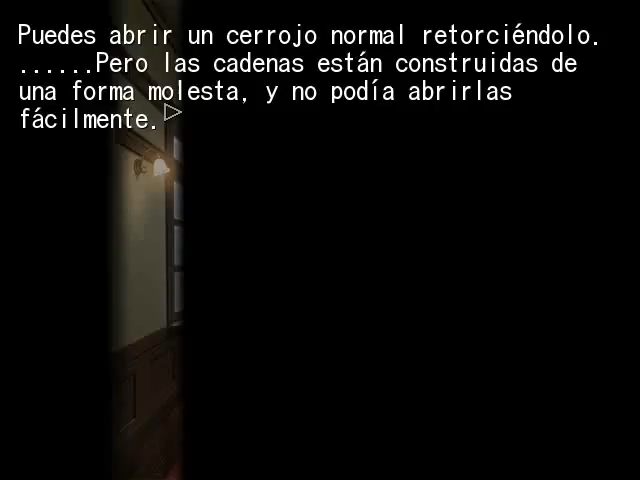 Puedes abrir un cerrojo normal retorciéndolo.
......Pero las cadenas están construidas de
una forma molesta, y no podía abrirlas
fácilmente.